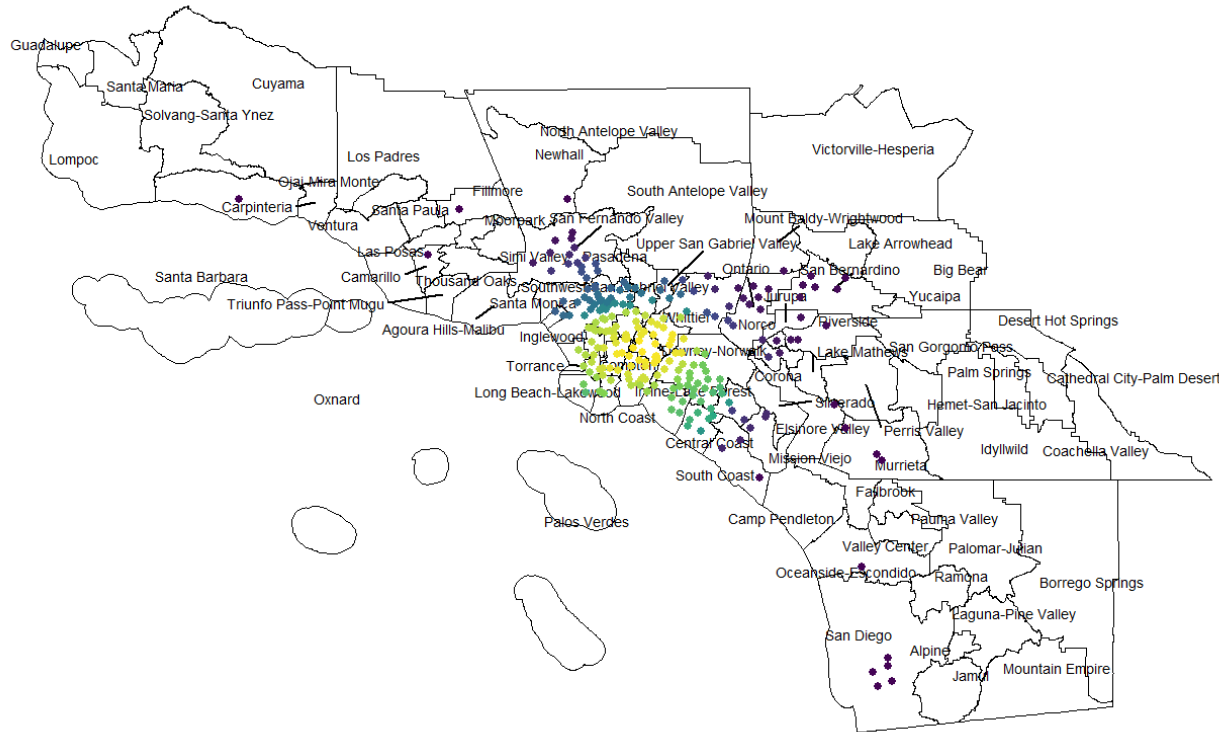 Guadalupe
Santa Maria
Cuyama
Solvang-Santa Ynez
North Antelope Valley
Newhall
Victorville-Hesperia
Lompoc
Los Padres
Ojai-Mira Monte
Fillmore
South Antelope Valley
Carpinteria
Santa Paula
Moorpark
San Fernando Valley
Mount Baldy-Wrightwood
Ventura
Upper San Gabriel Valley
Lake Arrowhead
Las Posas
Simi Valley
Pasadena
Ontario
San Bernardino
Big Bear
Santa Barbara
Camarillo
Thousand Oaks
Southwest San Gabriel Valley
Jurupa
Yucaipa
Triunfo Pass-Point Mugu
Santa Monica
Whittier
Norco
Riverside
Desert Hot Springs
Agoura Hills-Malibu
Inglewood
Downey-Norwalk
Lake Mathews
San Gorgonio Pass
Torrance
Compton
Corona
Palm Springs
Cathedral City-Palm Desert
Oxnard
Long Beach-Lakewood
Irvine-Lake Forest
Silverado
Hemet-San Jacinto
North Coast
Elsinore Valley
Perris Valley
Central Coast
Idyllwild
Coachella Valley
Mission Viejo
Murrieta
South Coast
Fallbrook
Palos Verdes
Camp Pendleton
Pauma Valley
Valley Center
Palomar-Julian
Oceanside-Escondido
Ramona
Borrego Springs
Laguna-Pine Valley
San Diego
Alpine
Jamul
Mountain Empire